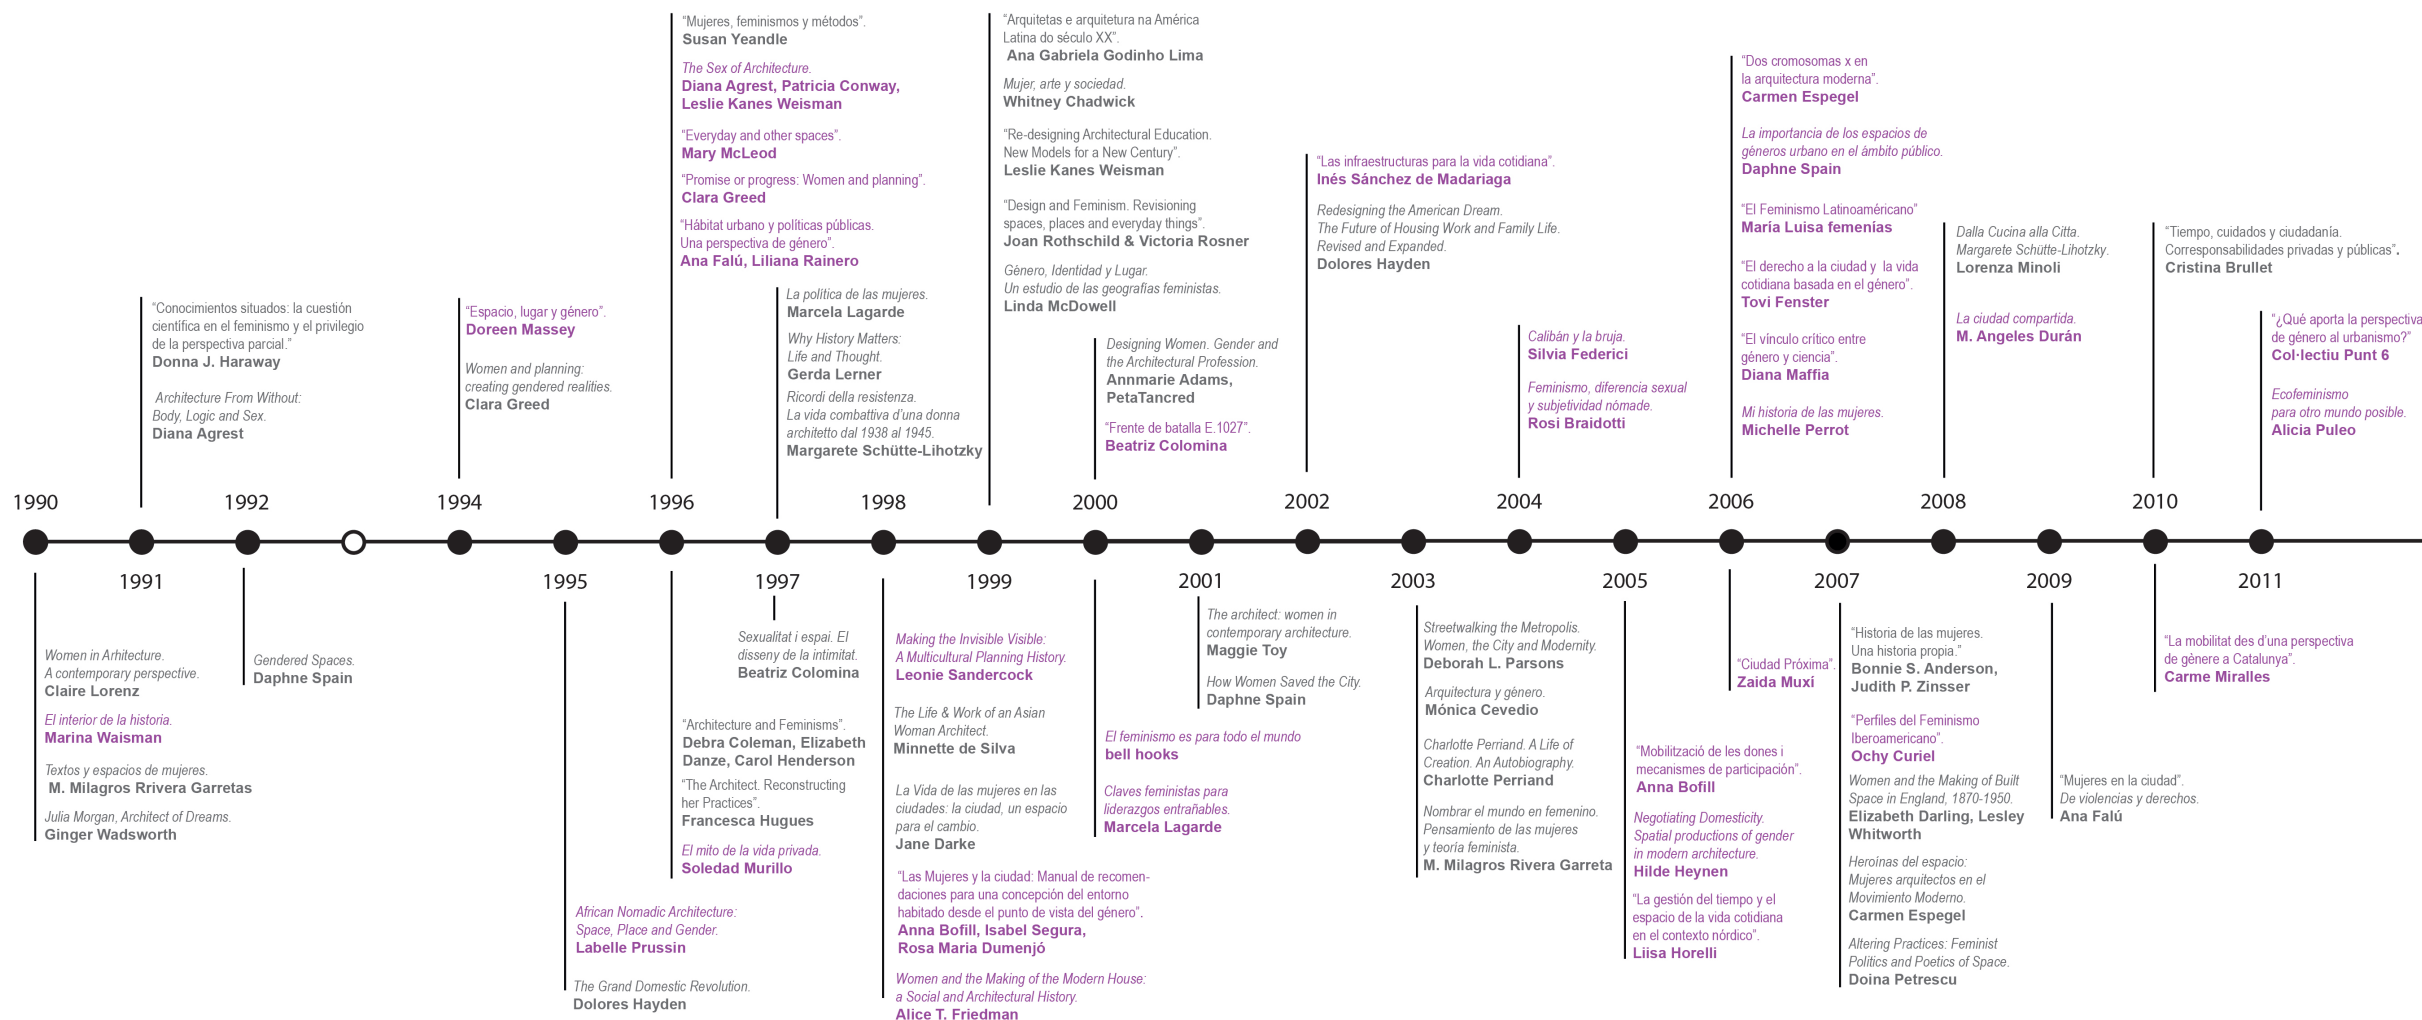 “Mujeres, feminismos y métodos”.
Susan Yeandle
The Sex of Architecture.
Diana Agrest, Patricia Conway,
Leslie Kanes Weisman
“Everyday and other spaces”.
Mary McLeod
“Promise or progress: Women and planning”.
Clara Greed
“Hábitat urbano y políticas públicas.
Una perspectiva de género”.
Ana Falú, Liliana Rainero
“Arquitetas e arquitetura na América
Latina do século XX”.
Ana Gabriela Godinho Lima
Mujer, arte y sociedad.
Whitney Chadwick
“Re-designing Architectural Education.
New Models for a New Century”.
Leslie Kanes Weisman
“Design and Feminism. Revisioning
spaces, places and everyday things”.
Joan Rothschild & Victoria Rosner
Género, Identidad y Lugar.
Un estudio de las geografías feministas.
Linda McDowell
“Las infraestructuras para la vida cotidiana”.
Inés Sánchez de Madariaga
Redesigning the American Dream.
The Future of Housing Work and Family Life.
Revised and Expanded.
Dolores Hayden
“Dos cromosomas x en
la arquitectura moderna”.
Carmen Espegel
La importancia de los espacios de
géneros urbano en el ámbito público.
Daphne Spain
“El Feminismo Latinoaméricano”
María Luisa femenías
“El derecho a la ciudad y la vida
cotidiana basada en el género”.
Tovi Fenster
“El vínculo crítico entre
género y ciencia”.
Diana Maffia
Mi historia de las mujeres.
Michelle Perrot
Dalla Cucina alla Citta.
Margarete Schütte-Lihotzky.
Lorenza Minoli
La ciudad compartida.
M. Angeles Durán
“Tiempo, cuidados y ciudadanía.
Corresponsabilidades privadas y públicas”.
Cristina Brullet
“¿Qué aporta la perspectiva
de género al urbanismo?”
Col·lectiu Punt 6
Ecofeminismo
para otro mundo posible.
Alicia Puleo
“Conocimientos situados: la cuestión
científica en el feminismo y el privilegio
de la perspectiva parcial.”
Donna J. Haraway
Architecture From Without:
Body, Logic and Sex.
Diana Agrest
“Espacio, lugar y género”.
Doreen Massey
Women and planning:
creating gendered realities.
Clara Greed
La política de las mujeres.
Marcela Lagarde
Why History Matters:
Life and Thought.
Gerda Lerner
Ricordi della resistenza.
La vida combattiva d’una donna
architetto dal 1938 al 1945.
Margarete Schütte-Lihotzky
Designing Women. Gender and
the Architectural Profession.
Annmarie Adams,
PetaTancred
“Frente de batalla E.1027”.
Beatriz Colomina
Calibán y la bruja.
Silvia Federici
Feminismo, diferencia sexual
y subjetividad nómade.
Rosi Braidotti
1990
1992
1994
1996
1998
2000
2002
2004
2006
2008
2010
1991
1995
1997
1999
2001
2003
2005
2007
2009
2011
Women in Arhitecture.
A contemporary perspective.
Claire Lorenz
El interior de la historia.
Marina Waisman
Textos y espacios de mujeres.
M. Milagros Rrivera Garretas
Julia Morgan, Architect of Dreams.
Ginger Wadsworth
Gendered Spaces.
Daphne Spain
African Nomadic Architecture:
Space, Place and Gender.
Labelle Prussin
The Grand Domestic Revolution.
Dolores Hayden
Sexualitat i espai. El
disseny de la intimitat.
Beatriz Colomina
“Architecture and Feminisms”.
Debra Coleman, Elizabeth
Danze, Carol Henderson
“The Architect. Reconstructing
her Practices”.
Francesca Hugues
El mito de la vida privada.
Soledad Murillo
Making the Invisible Visible:
A Multicultural Planning History.
Leonie Sandercock
The Life & Work of an Asian
Woman Architect.
Minnette de Silva
La Vida de las mujeres en las
ciudades: la ciudad, un espacio
para el cambio.
Jane Darke
“Las Mujeres y la ciudad: Manual de recomen-
daciones para una concepción del entorno
habitado desde el punto de vista del género”.
Anna Bofill, Isabel Segura,
Rosa Maria Dumenjó
Women and the Making of the Modern House:
a Social and Architectural History.
Alice T. Friedman
El feminismo es para todo el mundo
bell hooks
Claves feministas para
liderazgos entrañables.
Marcela Lagarde
The architect: women in
contemporary architecture.
Maggie Toy
How Women Saved the City.
Daphne Spain
Streetwalking the Metropolis.
Women, the City and Modernity.
Deborah L. Parsons
Arquitectura y género.
Mónica Cevedio
Charlotte Perriand. A Life of
Creation. An Autobiography.
Charlotte Perriand
Nombrar el mundo en femenino.
Pensamiento de las mujeres
y teoría feminista.
M. Milagros Rivera Garreta
“Mobilització de les dones i
mecanismes de participación”.
Anna Bofill
Negotiating Domesticity.
Spatial productions of gender
in modern architecture.
Hilde Heynen
“La gestión del tiempo y el
espacio de la vida cotidiana
en el contexto nórdico”.
Liisa Horelli
“Ciudad Próxima”.
Zaida Muxí
“Historia de las mujeres.
Una historia propia.”
Bonnie S. Anderson,
Judith P. Zinsser
“Perfiles del Feminismo
Iberoamericano”.
Ochy Curiel
Women and the Making of Built
Space in England, 1870-1950.
Elizabeth Darling, Lesley
Whitworth
Heroínas del espacio:
Mujeres arquitectos en el
Movimiento Moderno.
Carmen Espegel
Altering Practices: Feminist
Politics and Poetics of Space.
Doina Petrescu
“Mujeres en la ciudad”.
De violencias y derechos.
Ana Falú
“La mobilitat des d’una perspectiva
de gènere a Catalunya”.
Carme Miralles